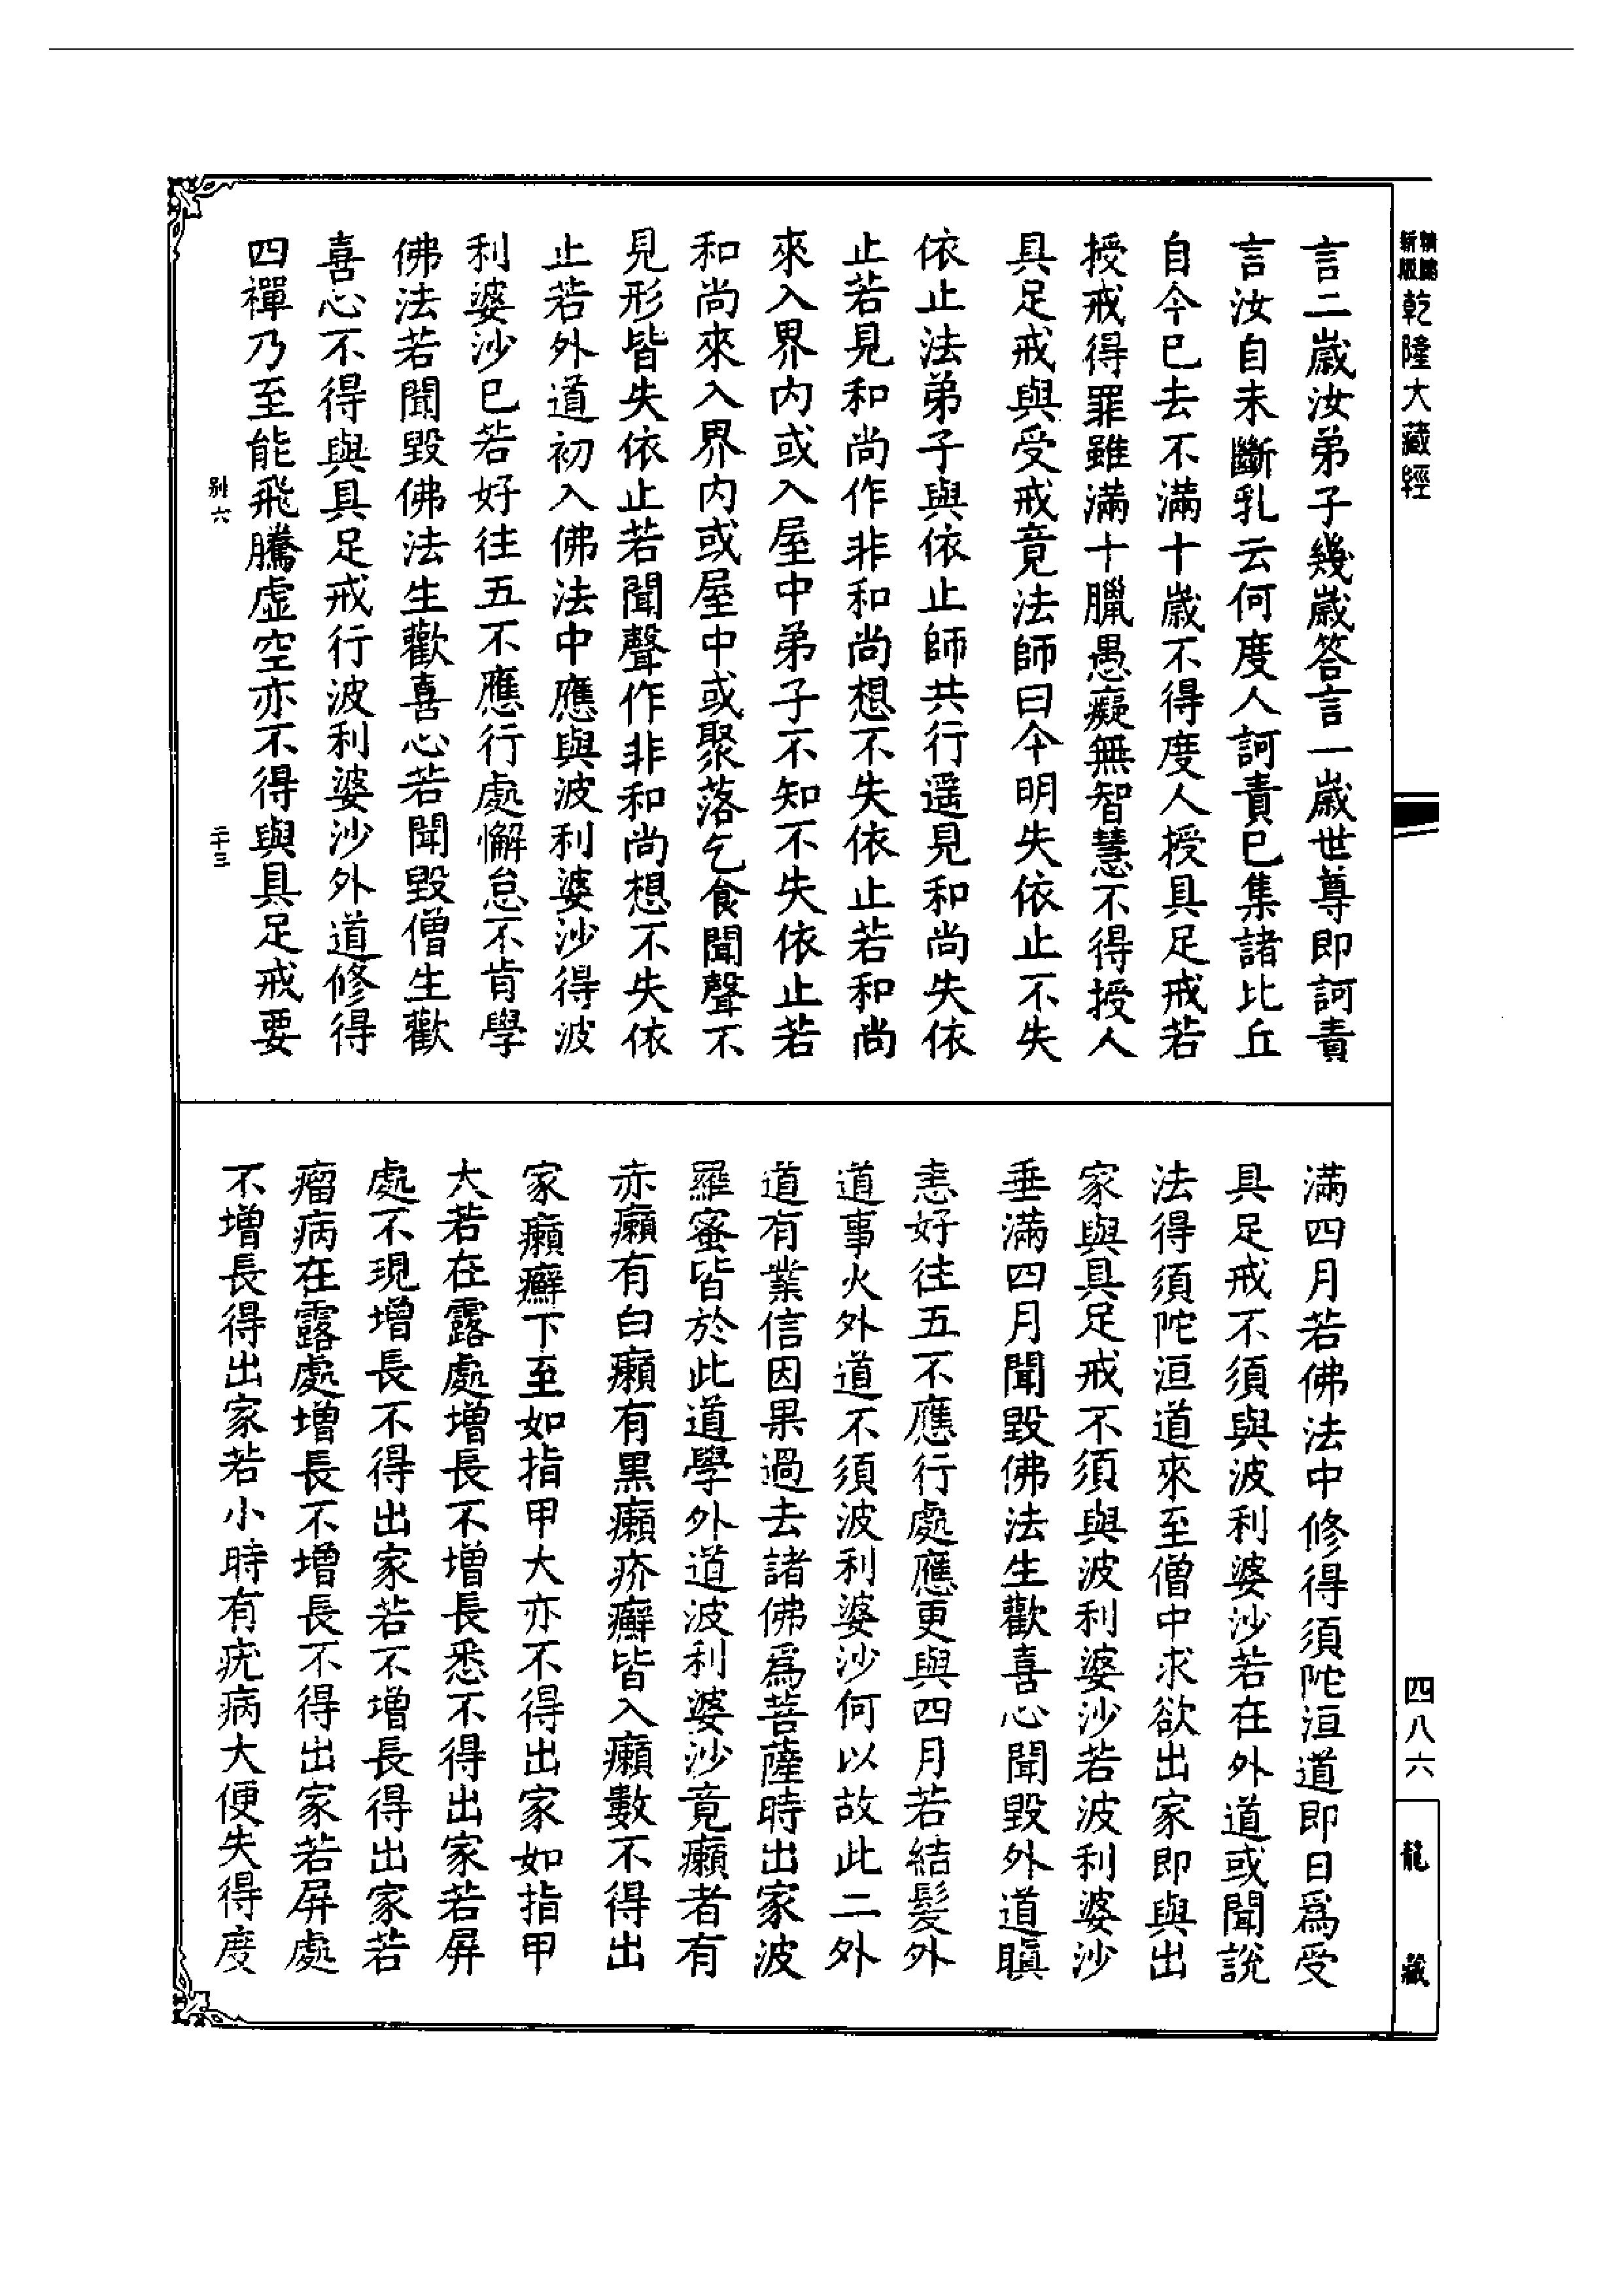 新版
乾隆大藏經
言二歲汝弟子幾歲答言一歲世尊即訶責
言汝自未斷乳云何度人訶責已集諸比丘
自今已去不滿十歲不得度人授具足戒若
授戒得罪雖滿十臘愚癡無智慧不得授人
具足戒與受戒竟法師曰今明失依止不失
依止法弟子與依止師共行遥見和尚失依
止若見和尚作非和尚想不失依止若和尚
來入界内或入屋中弟子不知不失依止若
和尚來入界内或屋中或聚落乞食聞聲不
見形皆失依止若聞聲作非和尚想不失依
止若外道初入佛法中應與波利婆沙得波
利婆沙已若好往五不應行處懈怠不肯學
佛法若聞毀佛法生歡喜心若聞毀僧生歡
喜心不得與具足戒行波利婆沙外道修得
四禪乃至能飛騰虛空亦不得與具足戒要
别六
二十三
滿四月若佛法中修得須陀洹道即日爲受
具足戒不須與波利婆沙若在外道或聞說
法得須陀洹道來至僧中求欲出家即與出
家與具足戒不須與波利婆沙若波利婆沙
垂滿四月聞毀佛法生歡喜心聞毀外道瞋
恚好往五不應行處應更與四月若結髮外
道事火外道不須波利婆沙何以故此二外
道有業信因果過去諸佛爲菩薩時出家波
羅蜜皆於此道學外道波利婆沙竟癩者有
赤癩有白癩有黑癩疥癬皆入癩數不得出
家癩癬下至如指甲大亦不得出家如指甲
大若在露處增長不增長悉不得出家若屏
處不現增長不得出家若不增長得出家若
瘤病在露處增長不增長不得出家若屏處
不增長得出家若小時有疣病大便失得度
四八六
龍藏